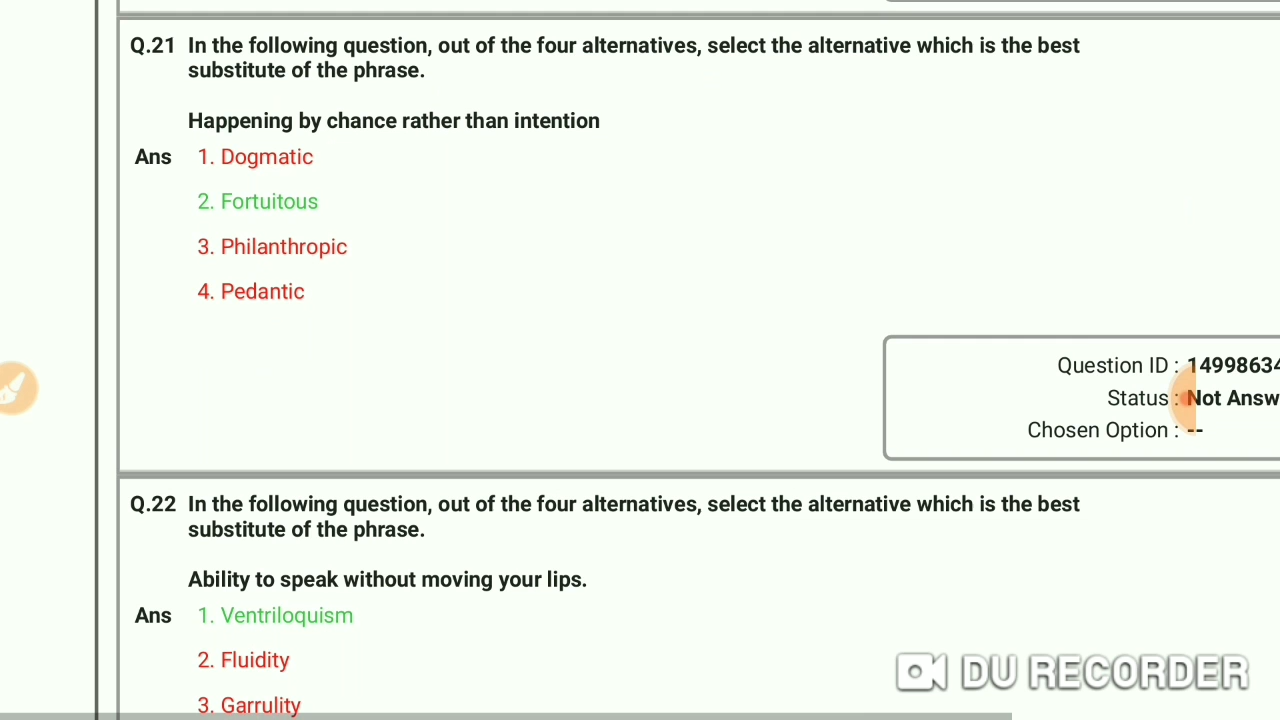 Q.21 In the following question, out of the four alternatives, select the alternative which is the best
substitute of the phrase.
Happening by chance rather than intention
Ans 1. Dogmatic
2. Fortuitous
3. Philanthropic
4. Pedantic
Question ID : 14998634
Status : Not Answ
Chosen Option : --
Q.22 In the following question, out of the four alternatives, select the alternative which is the best
substitute of the phrase.
Ability to speak without moving your lips.
Ans 1. Ventriloquism
2. Fluidity
3. Garrulity
DU RECORDER